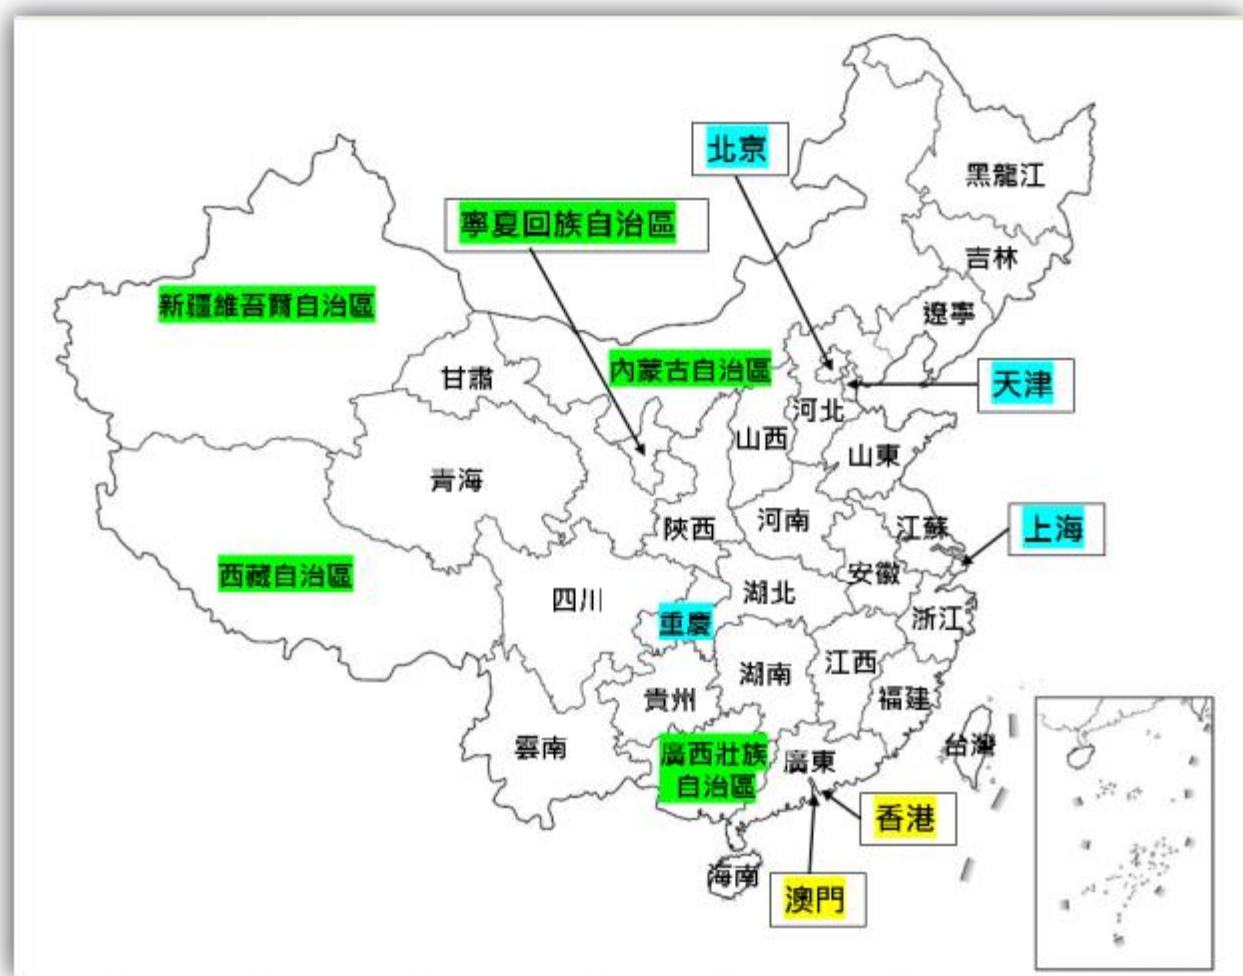 北京
黑龍江
寧夏回族自治區
吉林
新疆維吾爾自治區
遼寧
內蒙古自治區
甘肅
天津
河北
山西
山東
青海
河南
江蘇
陝西
上海
西藏自治區
安徽
四川
湖北
重慶
浙江
江西
湖南
貴州
福建
雲南
台灣
廣西壯族
自治區
廣東
香港
海南
澳門